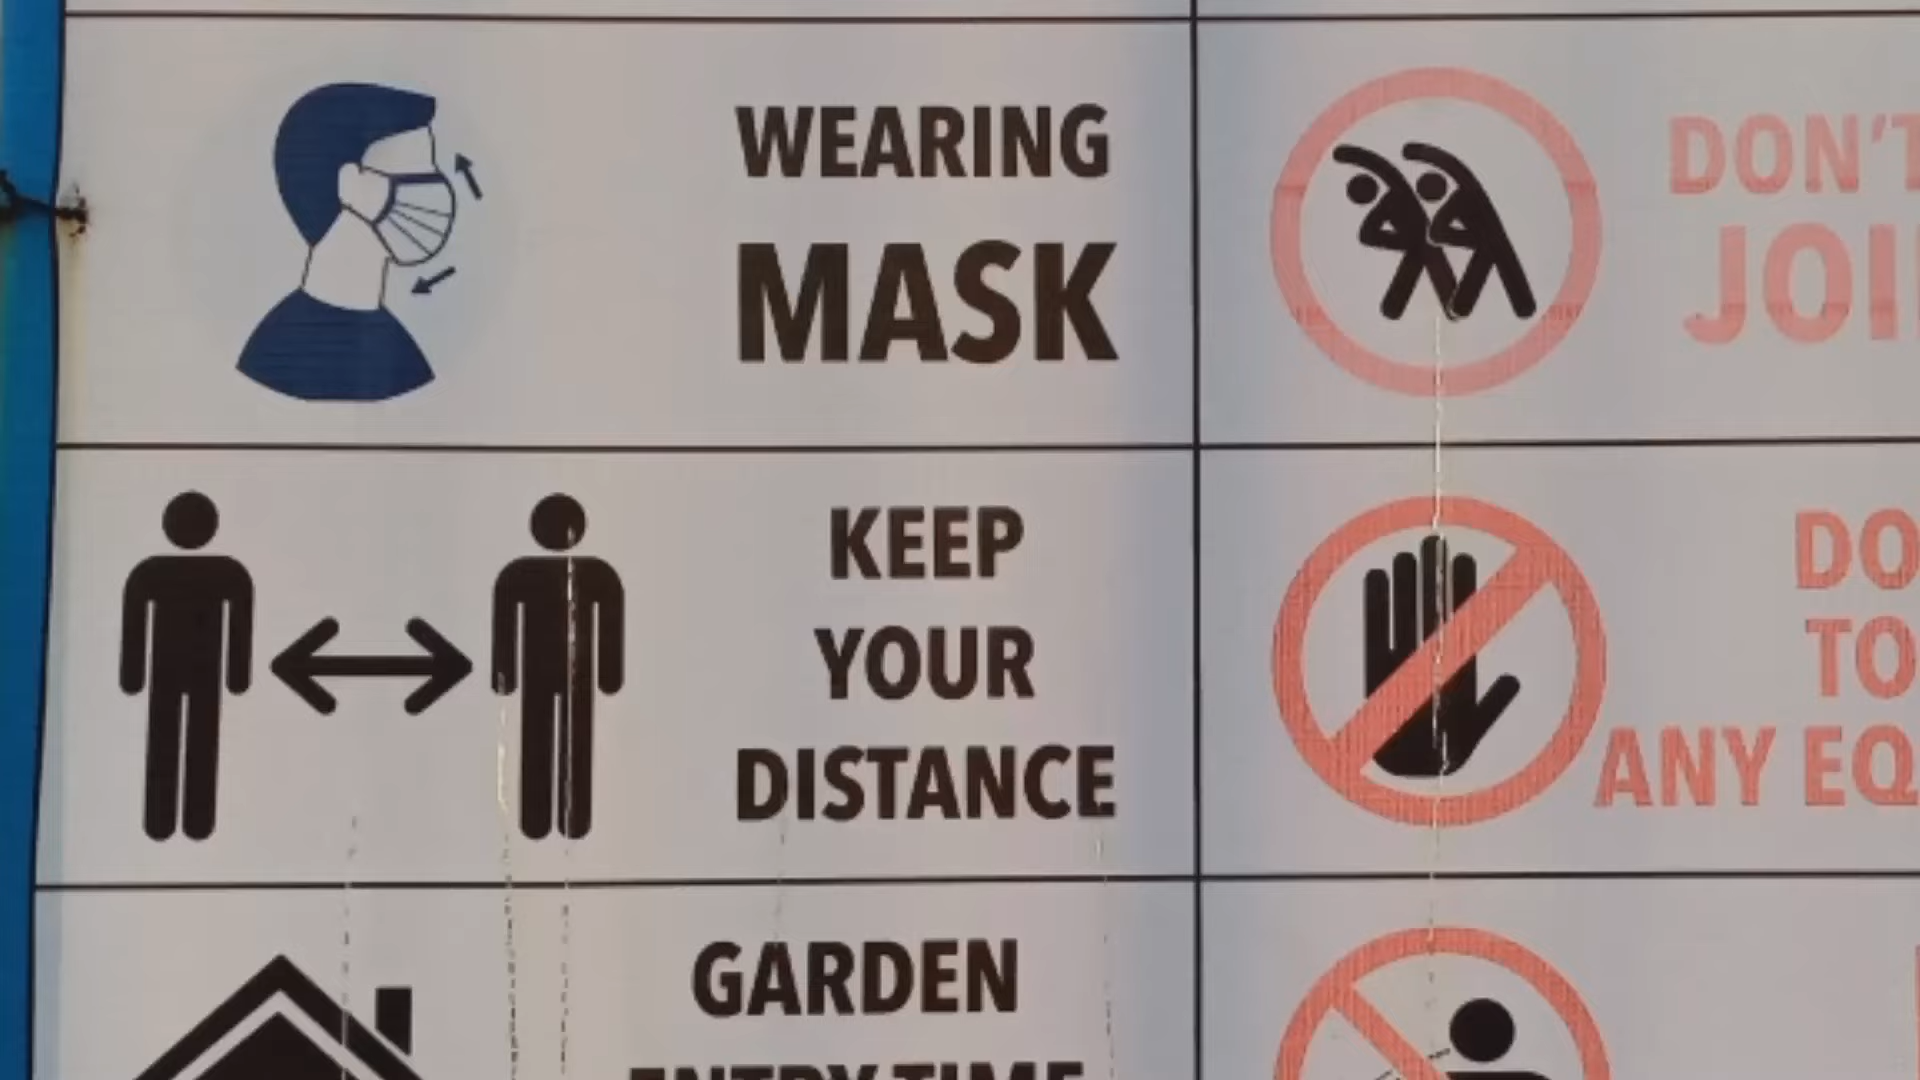 WEARING
MASK
KEEP
YOUR
DISTANCE
GARDEN
ENTRY TIME
DON'T
JOI
DO
TO
ANY EQ